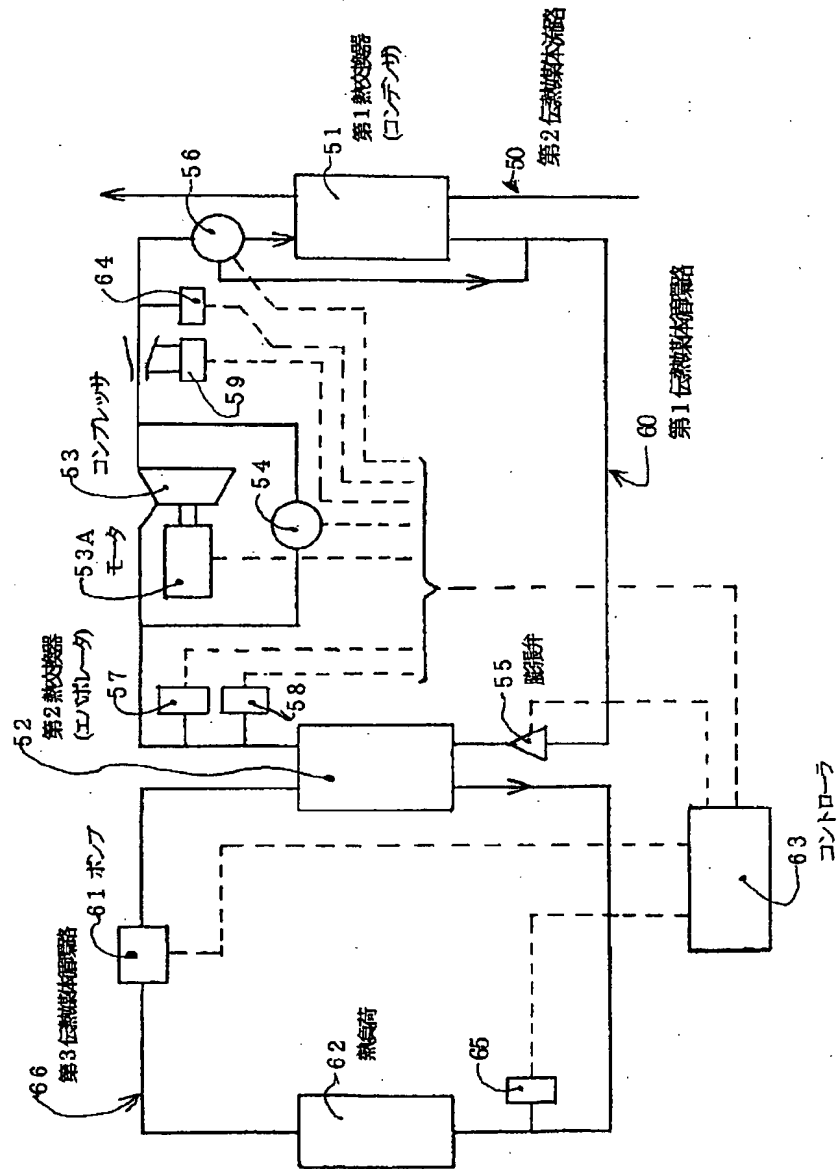 66 第3伝熱媒体循環路
61 ポンプ
52 第2熱交換器
(エバポレータ)
57
58
53A
モータ
53 コンプレッサ
54
59
64
56
51
第1熱交換器
(コンデンサ)
50
第2伝熱媒体流路
60
第1伝熱媒体循環路
55
膨張弁
62
熱負荷
65
63
コントローラ